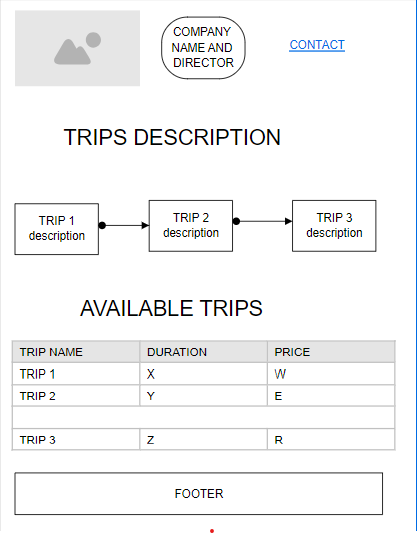 COMPANY
NAME AND
DIRECTOR
CONTACT
TRIPS DESCRIPTION
TRIP 1
description
TRIP 2
description
TRIP 3
description
AVAILABLE TRIPS
TRIP NAME DURATION PRICE
TRIP 1 X W
TRIP 2 Y E
TRIP 3 Z R
FOOTER